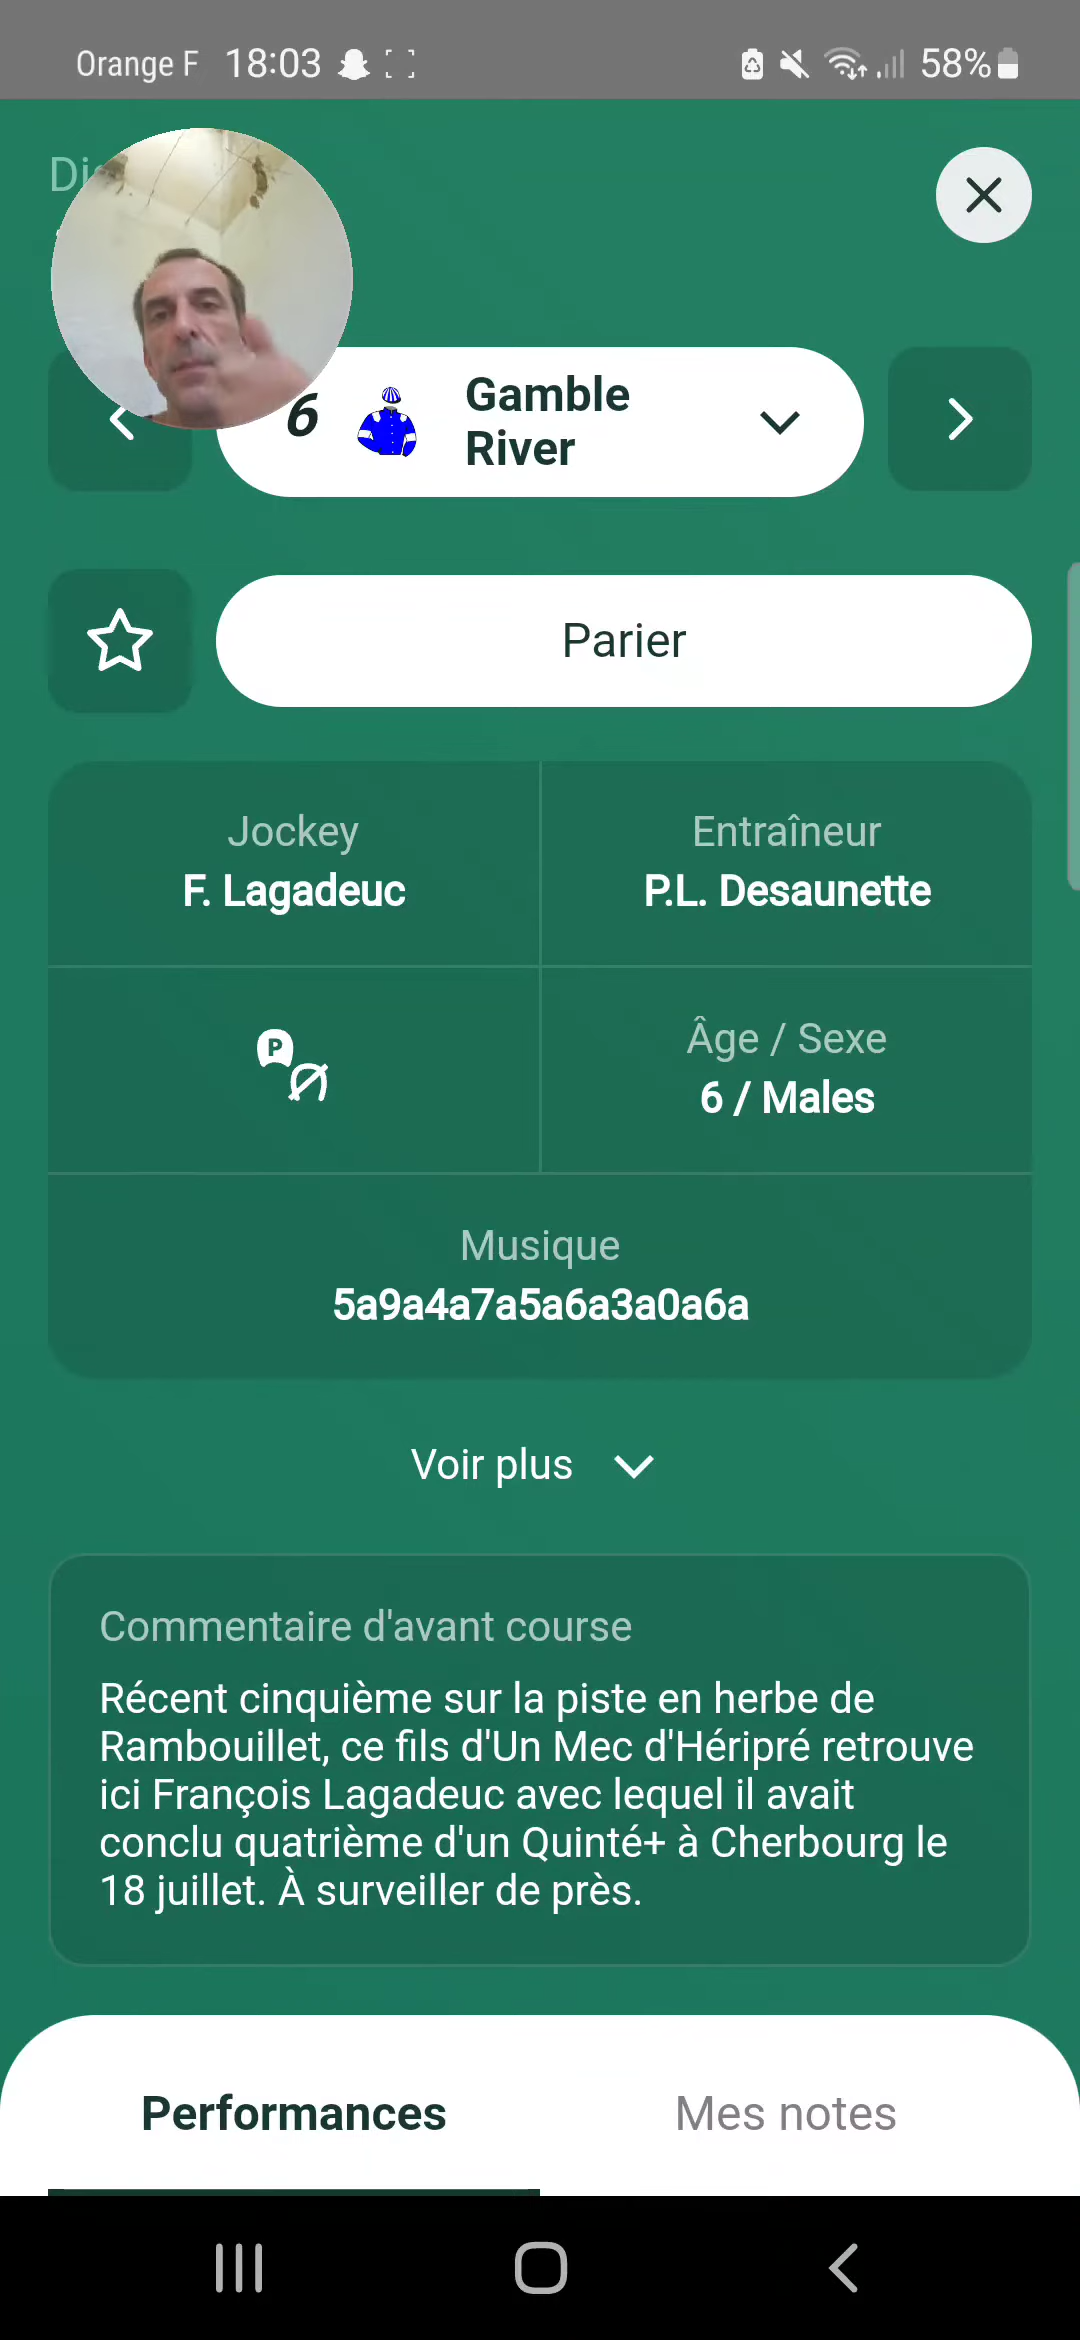 Orange F 18:03 58%
6 Gamble
River
Parier
Jockey
F. Lagadeuc
Entraîneur
P.L. Desaunette
P
Âge / Sexe
6 / Males
Musique
5a9a4a7a5a6a3a0a6a
Voir plus
Commentaire d'avant course
Récent cinquième sur la piste en herbe de
Rambouillet, ce fils d'Un Mec d'Héripré retrouve
ici François Lagadeuc avec lequel il avait
conclu quatrième d'un Quinté+ à Cherbourg le
18 juillet. À surveiller de près.
Performances
Mes notes